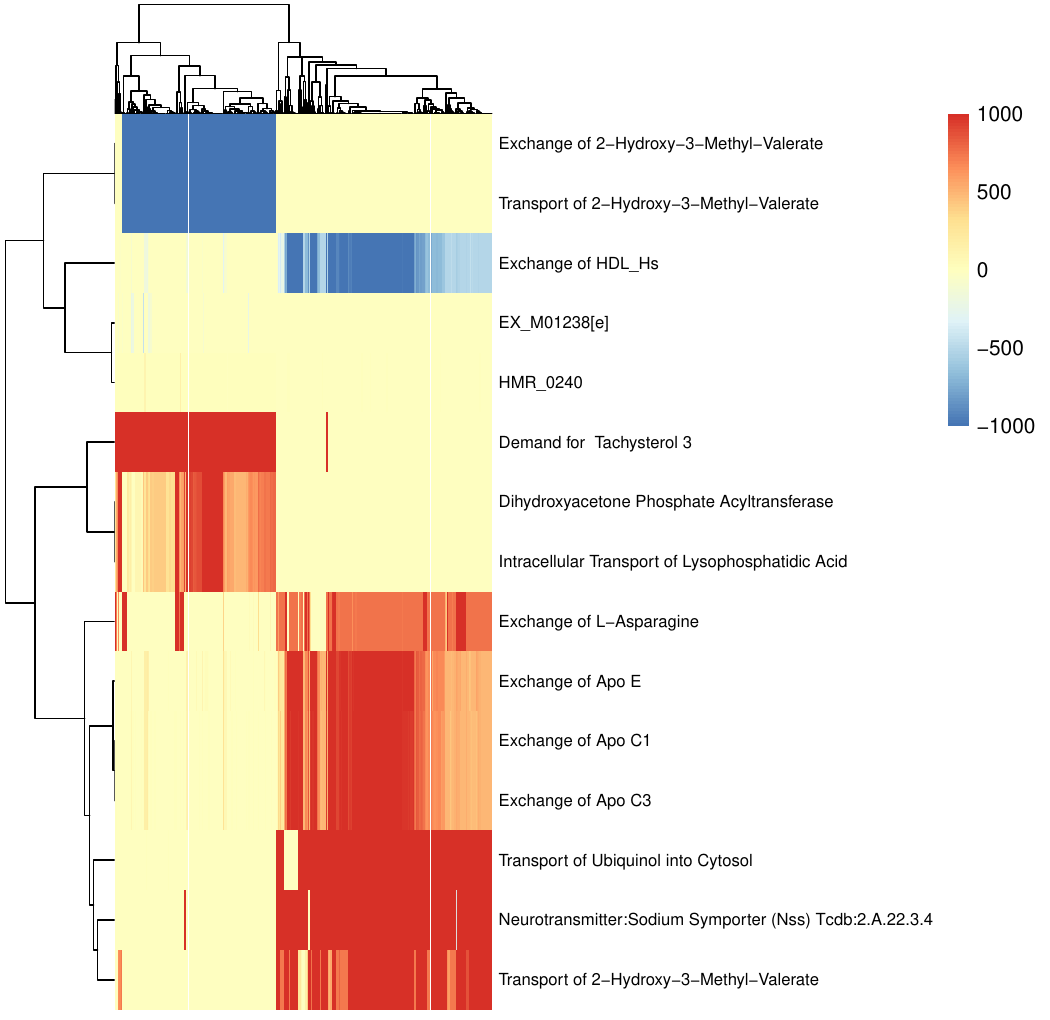 Exchange of 2−Hydroxy−3−Methyl−Valerate
Transport of 2−Hydroxy−3−Methyl−Valerate
Exchange of HDL_Hs
EX_M01238[e]
HMR_0240
Demand for  Tachysterol 3
Dihydroxyacetone Phosphate Acyltransferase
Intracellular Transport of Lysophosphatidic Acid
Exchange of L−Asparagine
Exchange of Apo E
Exchange of Apo C1
Exchange of Apo C3
Transport of Ubiquinol into Cytosol
Neurotransmitter:Sodium Symporter (Nss) Tcdb:2.A.22.3.4
Transport of 2−Hydroxy−3−Methyl−Valerate
1000
500
0
−500
−1000